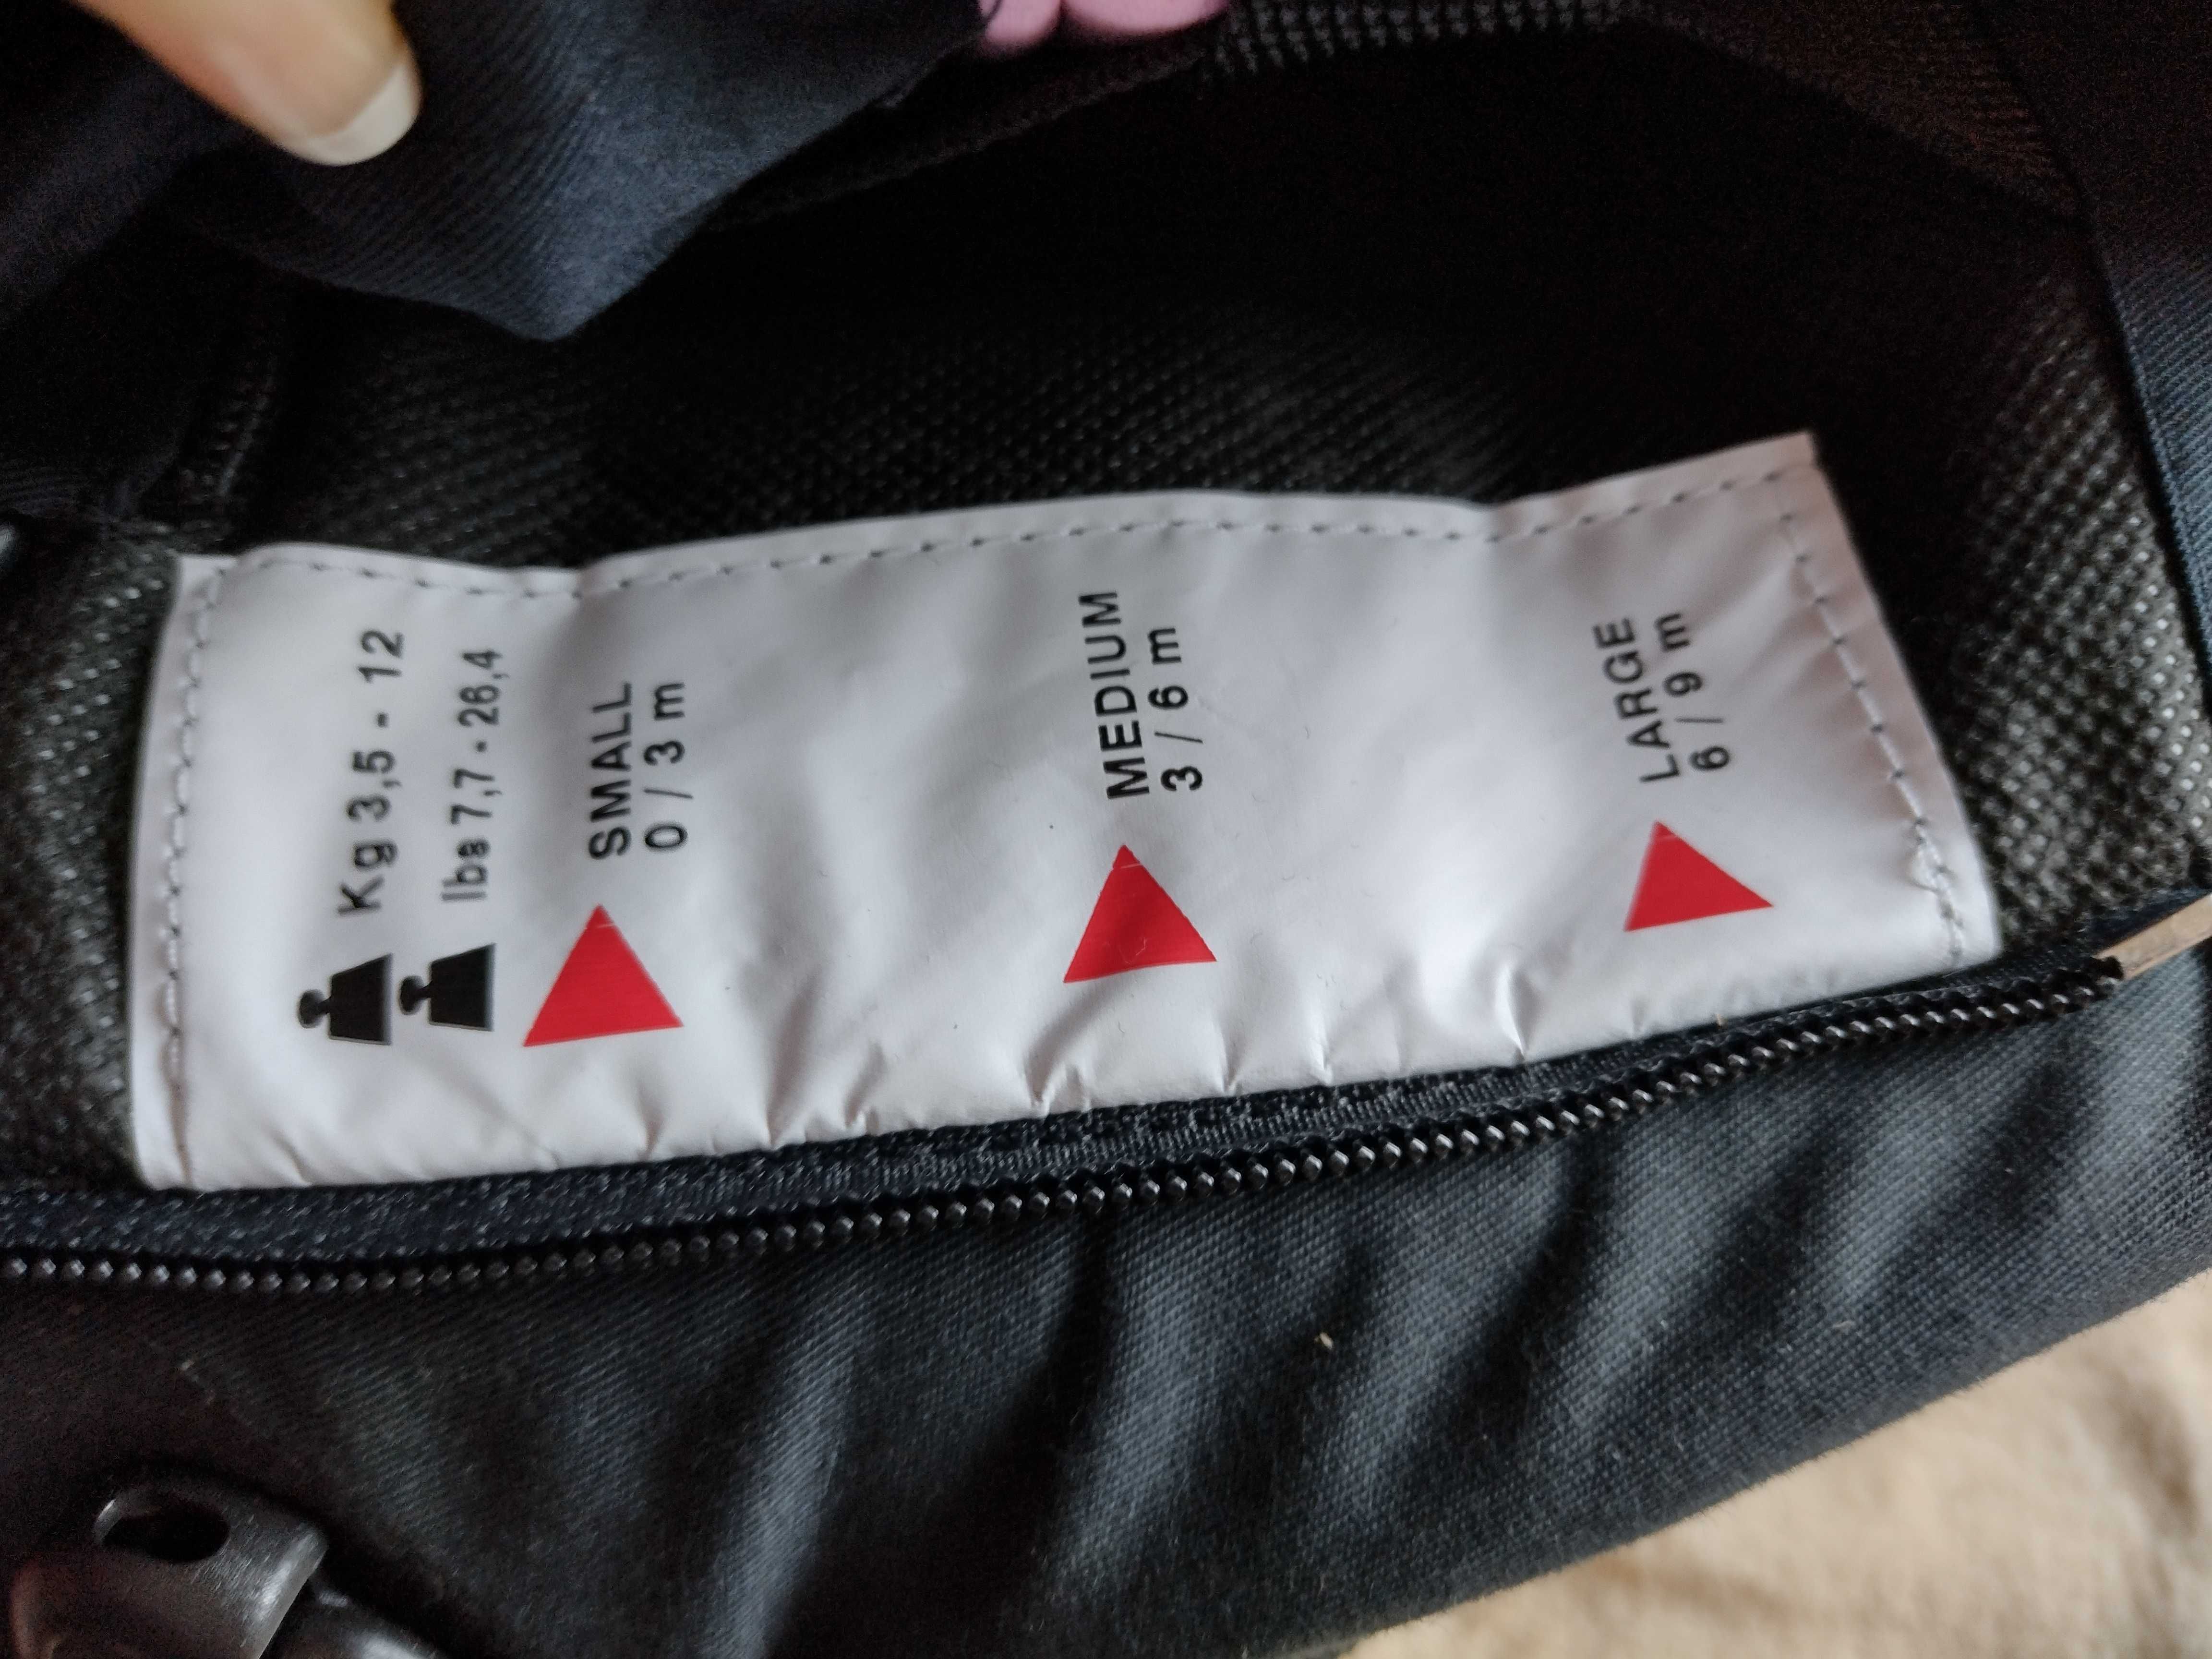 Kg 3,5 - 12
lbs 7,7 - 26,4
SMALL
0 / 3 m
MEDIUM
3 / 6 m
LARGE
6 / 9 m